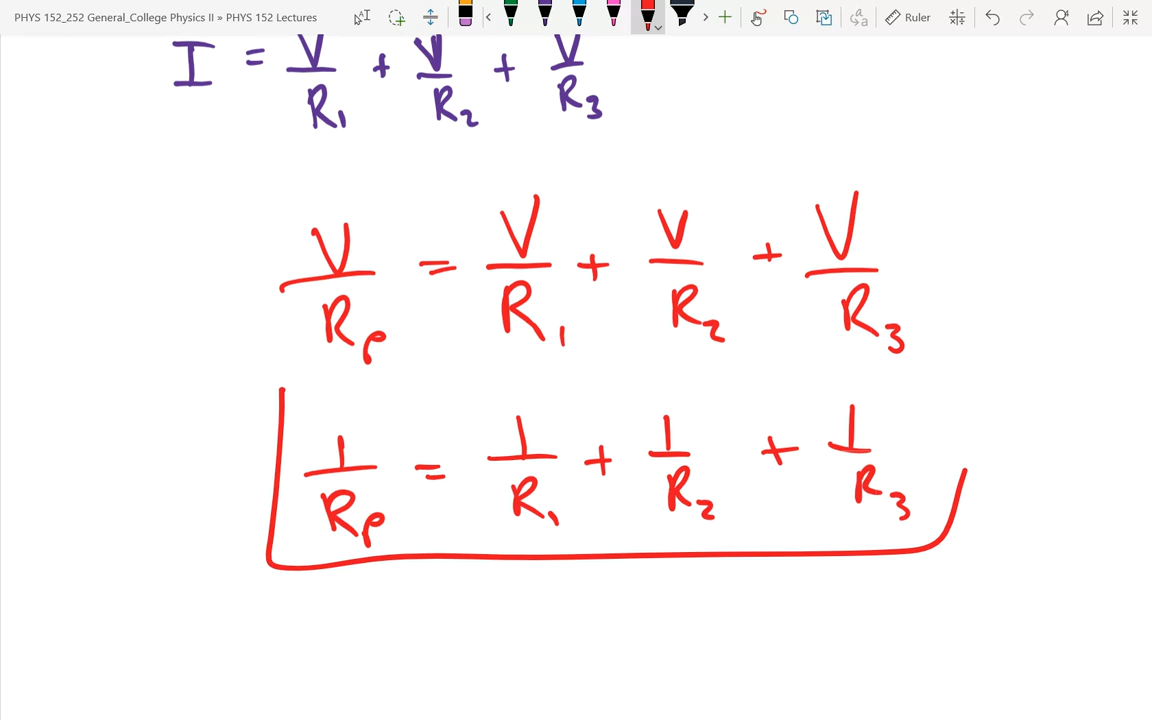 PHYS 152_252 General_College Physics II » PHYS 152 Lectures
Ruler
I = V/R₁ + V/R₂ + V/R₃
V/Rₚ = V/R₁ + V/R₂ + V/R₃
1/Rₚ = 1/R₁ + 1/R₂ + 1/R₃